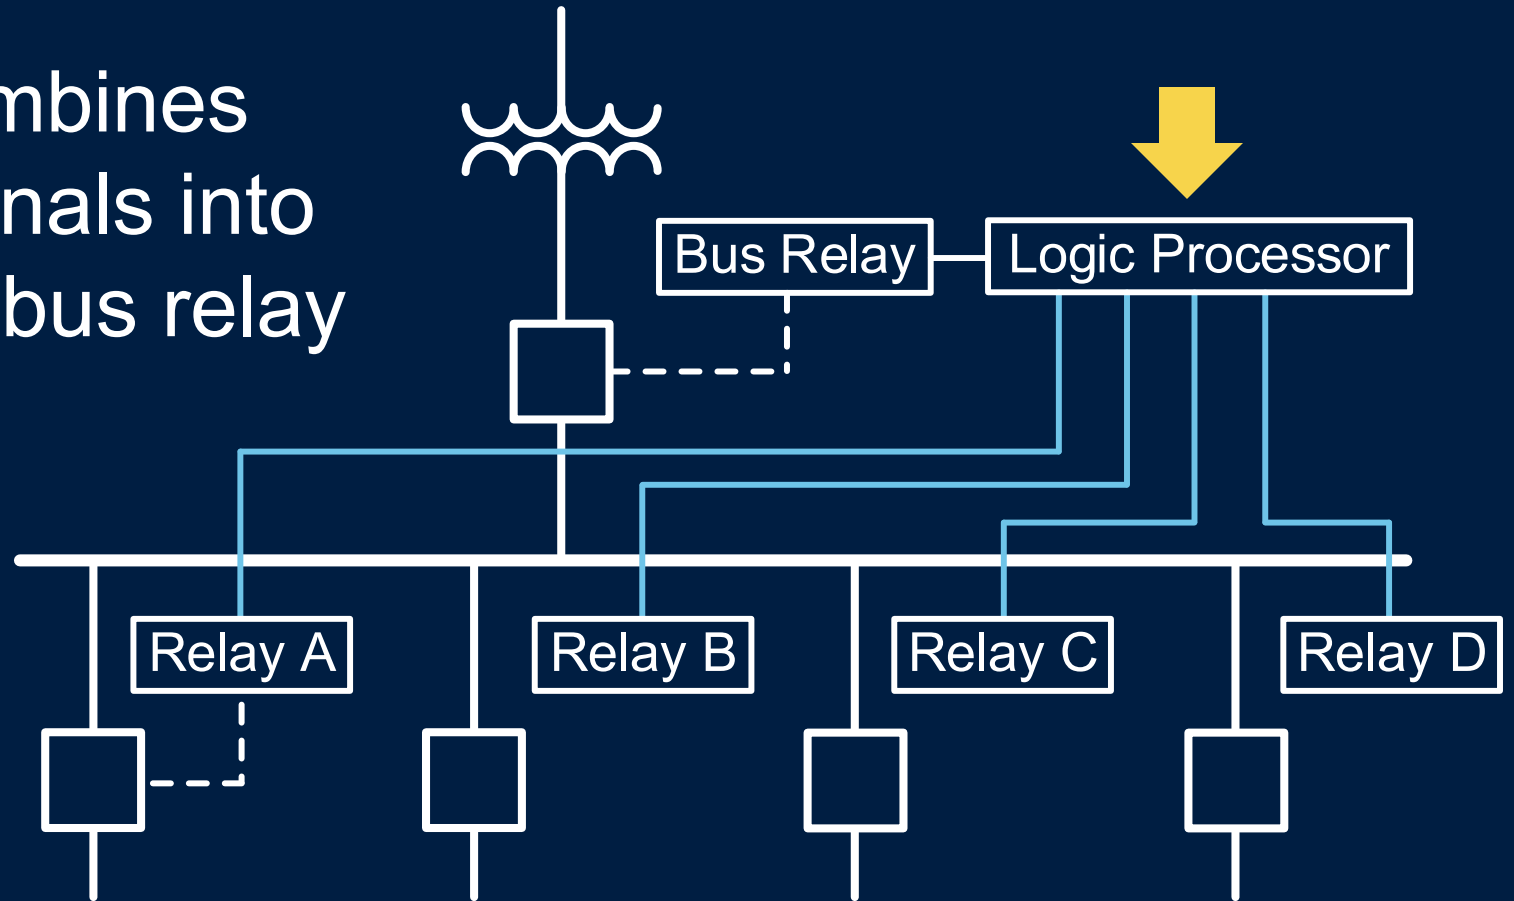 mbines
nals into
bus relay
Bus Relay
Logic Processor
Relay A
Relay B
Relay C
Relay D